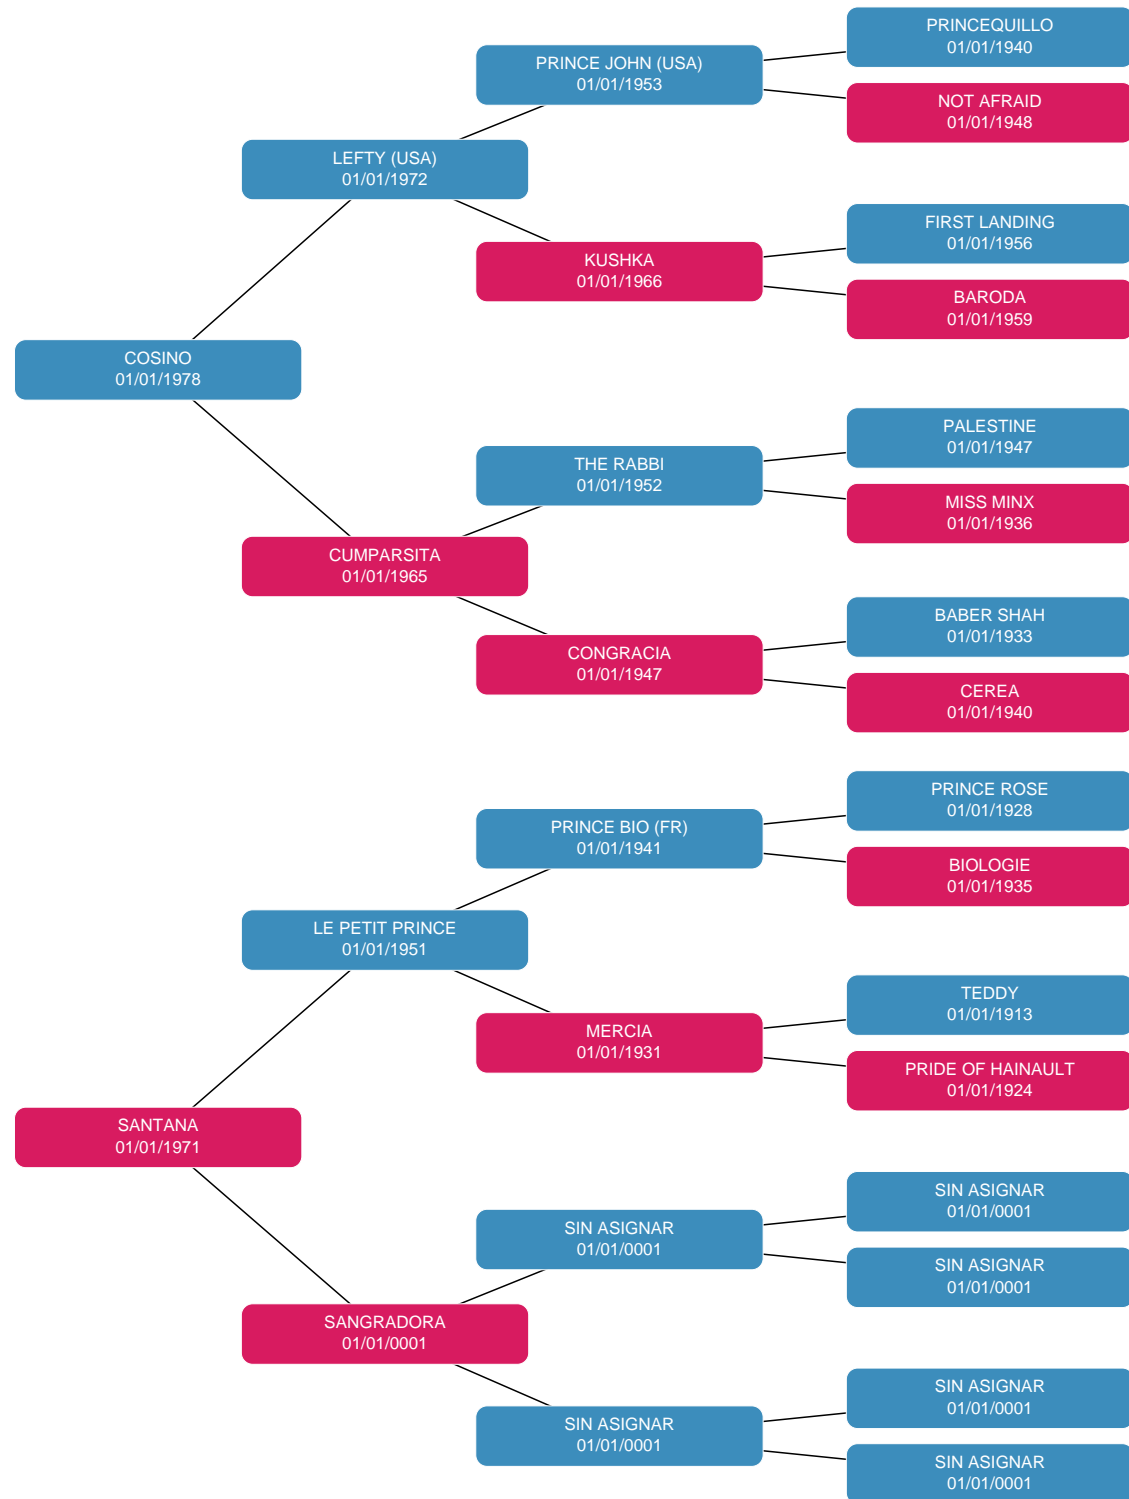 PRINCEQUILLO
01/01/1940
PRINCE JOHN (USA)
01/01/1953
NOT AFRAID
01/01/1948
LEFTY (USA)
01/01/1972
FIRST LANDING
01/01/1956
KUSHKA
01/01/1966
BARODA
01/01/1959
COSINO
01/01/1978
PALESTINE
01/01/1947
THE RABBI
01/01/1952
MISS MINX
01/01/1936
CUMPARSITA
01/01/1965
BABER SHAH
01/01/1933
CONGRACIA
01/01/1947
CEREA
01/01/1940
PRINCE ROSE
01/01/1928
PRINCE BIO (FR)
01/01/1941
BIOLOGIE
01/01/1935
LE PETIT PRINCE
01/01/1951
TEDDY
01/01/1913
MERCIA
01/01/1931
PRIDE OF HAINAULT
01/01/1924
SANTANA
01/01/1971
SIN ASIGNAR
01/01/0001
SIN ASIGNAR
01/01/0001
SIN ASIGNAR
01/01/0001
SANGRADORA
01/01/0001
SIN ASIGNAR
01/01/0001
SIN ASIGNAR
01/01/0001
SIN ASIGNAR
01/01/0001